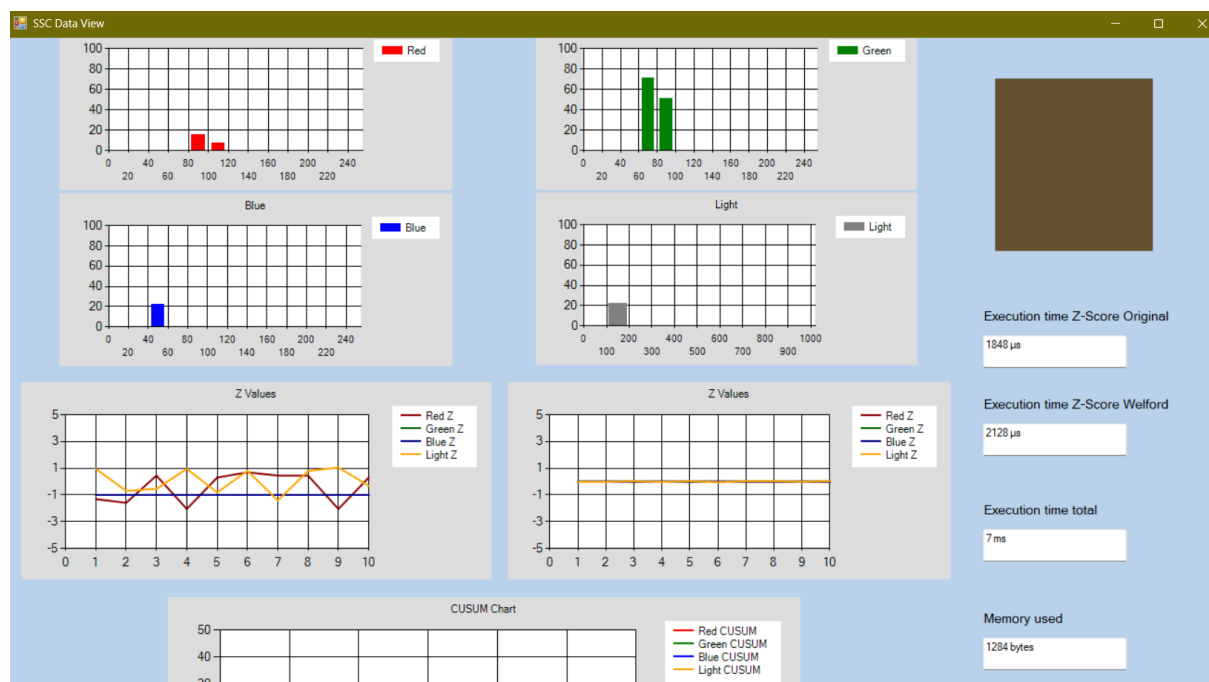 SSC Data View
100
80
60
40
20
0
0 40 80 120 160 200 240
20 60 100 140 180 220
Red
100
80
60
40
20
0
0 40 80 120 160 200 240
20 60 100 140 180 220
Green
Blue
100
80
60
40
20
0
0 40 80 120 160 200 240
20 60 100 140 180 220
Blue
Light
100
80
60
40
20
0
0 200 400 600 800 1000
100 300 500 700 900
Light
Execution time Z-Score Original
1848 µs
Execution time Z-Score Welford
2128 µs
Execution time total
7 ms
Memory used
1284 bytes
Z Values
5
3
1
-1
-3
-5
0 1 2 3 4 5 6 7 8 9 10
Red Z
Green Z
Blue Z
Light Z
Z Values
5
3
1
-1
-3
-5
0 1 2 3 4 5 6 7 8 9 10
Red Z
Green Z
Blue Z
Light Z
CUSUM Chart
50
40
Red CUSUM
Green CUSUM
Blue CUSUM
Light CUSUM